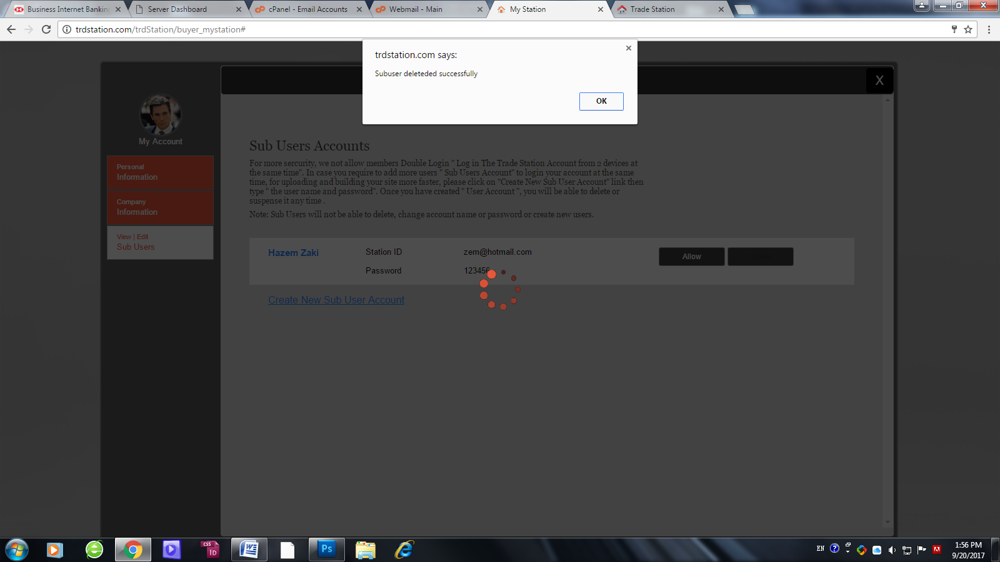 Business Internet Banking
Server Dashboard
cPanel - Email Accounts
Webmail - Main
My Station
Trade Station
trdstation.com/trdStation/buyer_mystation#
trdstation.com says:
Subuser deleteded successfully
OK
X
My Account
Personal
Information
Company
Information
View | Edit
Sub Users
Sub Users Accounts
For more sercurity, we not allow members Double Login " Log in The Trade Station Account from 2 devices at
the same time". In case you require to add more users " Sub Users Account" to login your account at the same
time, for uploading and building your site more faster, please click on "Create New Sub User Account" link then
type " the user name and password". Once you have created " User Account ", you will be able to delete or
suspense it any time .
Note: Sub Users will not be able to delete, change account name or password or create new users.
Hazem Zaki
Station ID
zem@hotmail.com
Allow
Password
123456
Create New Sub User Account
CS5
ID
Ps
EN
1:56 PM
9/20/2017